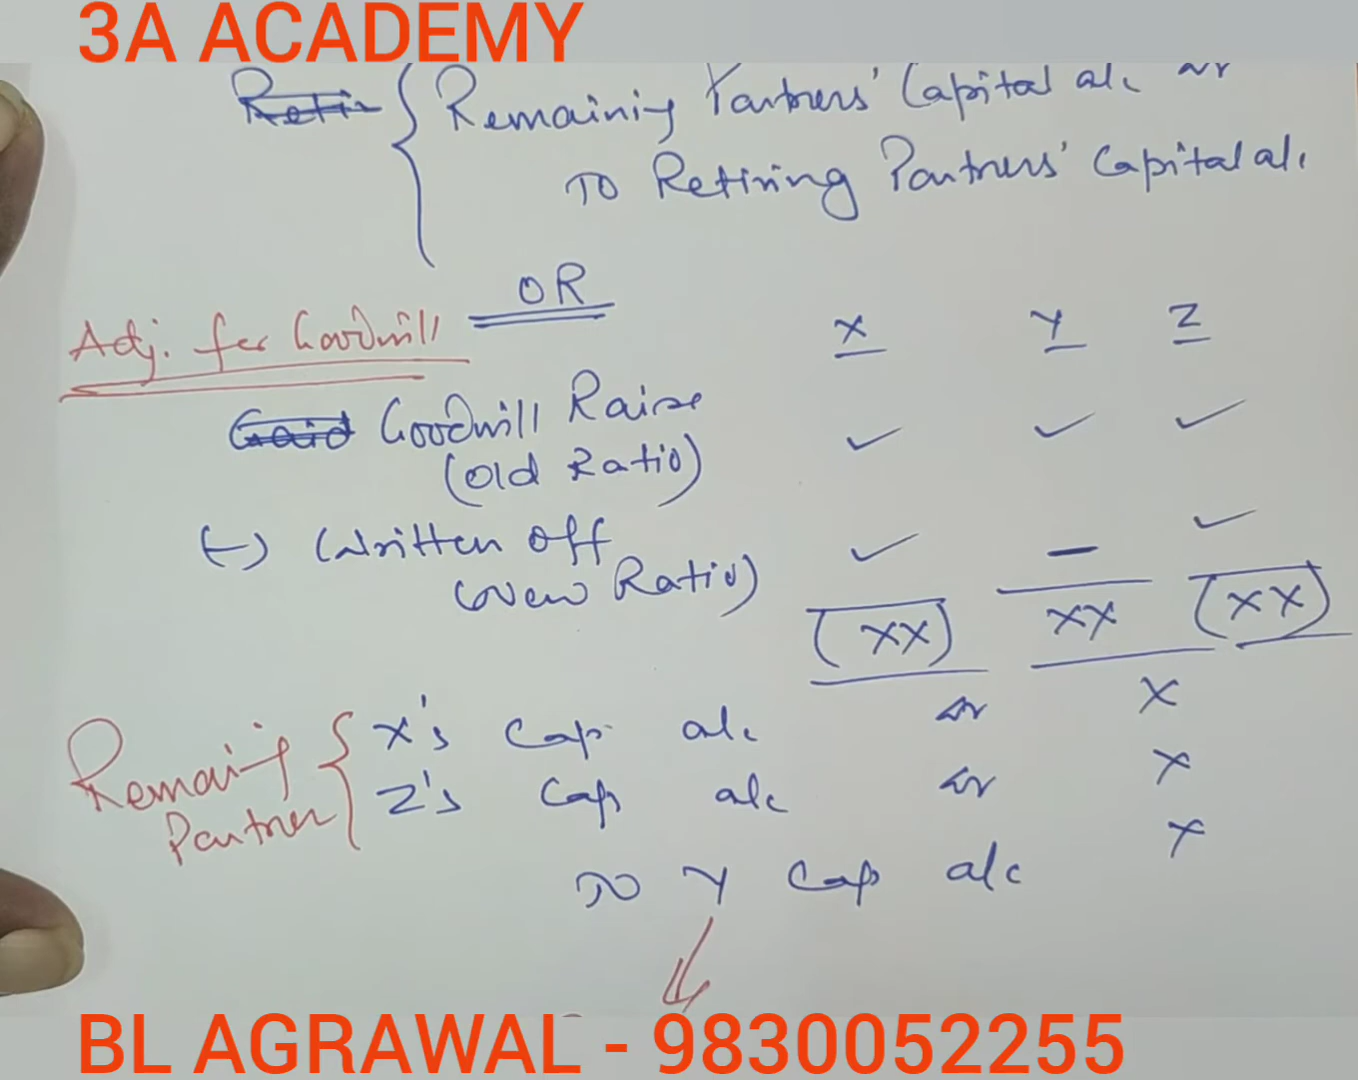 3A ACADEMY
Retir Remaining Partners' Capital a/c Dr
To Retiring Partners' Capital a/c
OR
Adj. for Goodwill X Y Z
Goodwill Raise ✓ ✓ ✓
(Old Ratio)
(-) Written off ✓ — ✓
(New Ratio)
(XX) XX (XX)
Remaining Partner
X's Cap a/c Dr X
Z's Cap a/c Dr X
To Y Cap a/c X
BL AGRAWAL - 9830052255